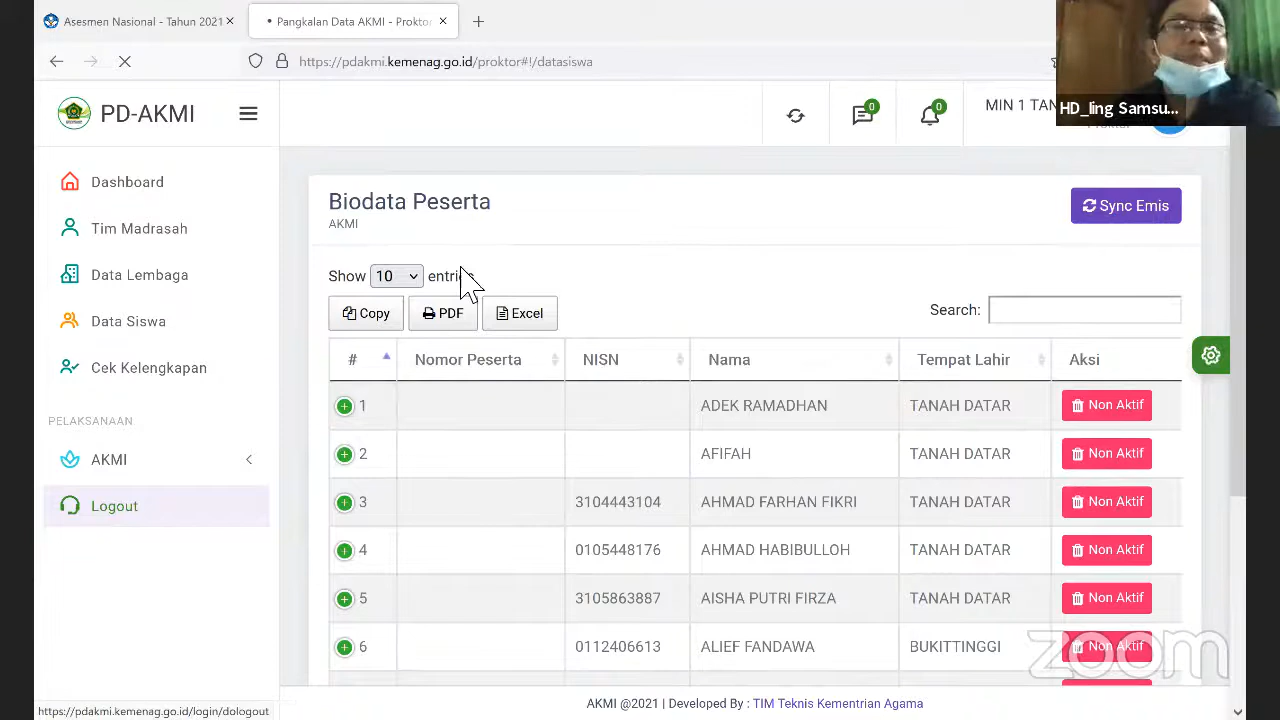 Asesmen Nasional - Tahun 2021
Pangkalan Data AKMI - Proktor
https://pdakmi.kemenag.go.id/proktor#!/datasiswa
HD_Iing Samsu...
PD-AKMI
0
0
MIN 1 TAN
Dashboard
Tim Madrasah
Data Lembaga
Data Siswa
Cek Kelengkapan
PELAKSANAAN
AKMI
Logout
Biodata Peserta
AKMI
Sync Emis
Show 10 entries
Copy PDF Excel
Search:
# Nomor Peserta NISN Nama Tempat Lahir Aksi
1 ADEK RAMADHAN TANAH DATAR Non Aktif
2 AFIFAH TANAH DATAR Non Aktif
3 3104443104 AHMAD FARHAN FIKRI TANAH DATAR Non Aktif
4 0105448176 AHMAD HABIBULLOH TANAH DATAR Non Aktif
5 3105863887 AISHA PUTRI FIRZA TANAH DATAR Non Aktif
6 0112406613 ALIEF FANDAWA BUKITTINGGI Non Aktif
zoom
AKMI @2021 | Developed By : TIM Teknis Kementrian Agama
https://pdakmi.kemenag.go.id/login/dologout